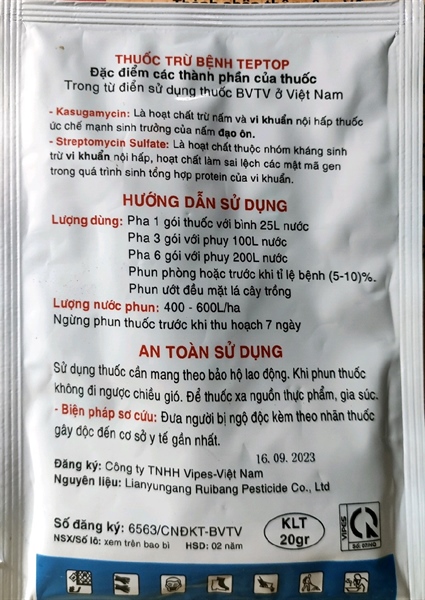 THUỐC TRỪ BỆNH TEPTOP
Đặc điểm các thành phần của thuốc
Trong từ điển sử dụng thuốc BVTV ở Việt Nam
- Kasugamycin: Là hoạt chất trừ nấm và vi khuẩn nội hấp thuốc
ức chế mạnh sinh trưởng của nấm đạo ôn.
- Streptomycin Sulfate: Là hoạt chất thuộc nhóm kháng sinh
trừ vi khuẩn nội hấp, hoạt chất làm sai lệch các mật mã gen
trong quá trình sinh tổng hợp protein của vi khuẩn.
HƯỚNG DẪN SỬ DỤNG
Lượng dùng: Pha 1 gói thuốc với bình 25L nước
Pha 3 gói với phuy 100L nước
Pha 6 gói với phuy 200L nước
Phun phòng hoặc trước khi tỉ lệ bệnh (5-10)%.
Phun ướt đều mặt lá cây trồng
Lượng nước phun: 400 - 600L/ha
Ngừng phun thuốc trước khi thu hoạch 7 ngày
AN TOÀN SỬ DỤNG
Sử dụng thuốc cần mang theo bảo hộ lao động. Khi phun thuốc
không đi ngược chiều gió. Để thuốc xa nguồn thực phẩm, gia súc.
- Biện pháp sơ cứu: Đưa người bị ngộ độc kèm theo nhãn thuốc
gây độc đến cơ sở y tế gần nhất.
16. 09. 2023
Đăng ký: Công ty TNHH Vipes-Việt Nam
Nguyên liệu: Lianyungang Ruibang Pesticide Co., Ltd
Số đăng ký: 6563/CNĐKT-BVTV
NSX/Số lô: xem trên bao bì HSD: 02 năm
KLT
20gr
VIPES